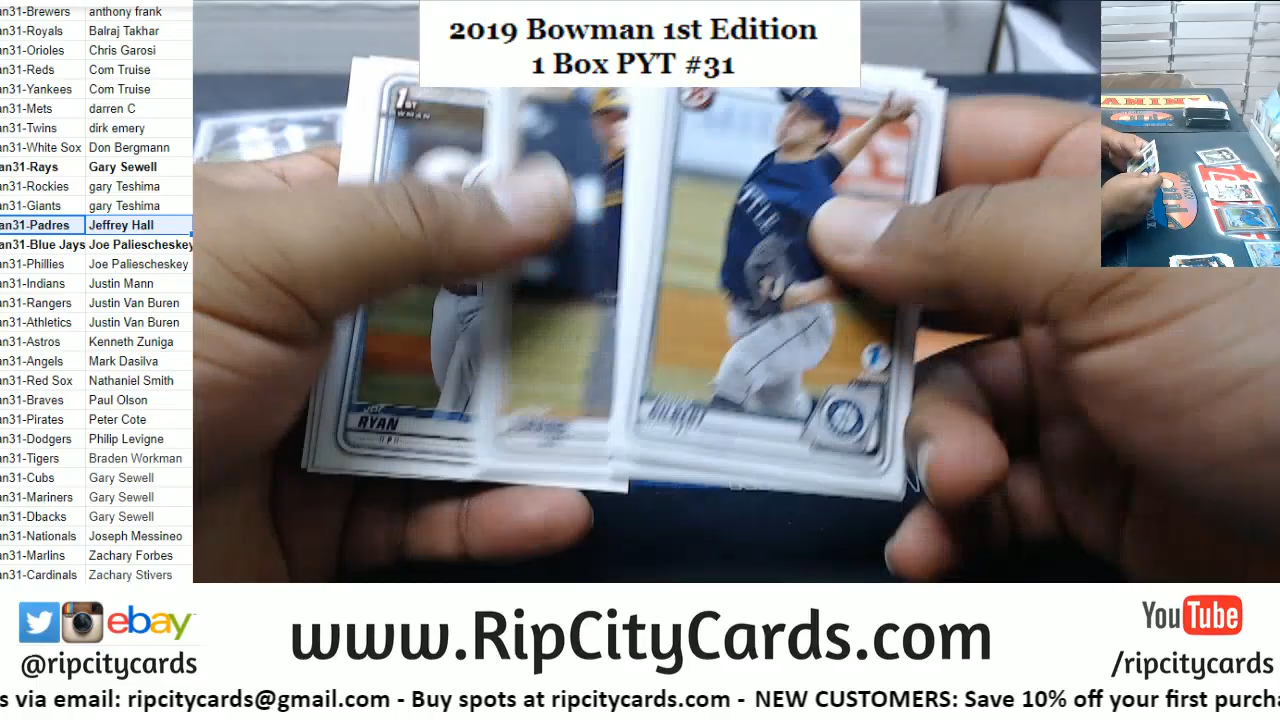 2019 Bowman 1st Edition
1 Box PYT #31
an31-Brewers anthony frank
an31-Royals Balraj Takhar
an31-Orioles Chris Garosi
an31-Reds Com Truise
an31-Yankees Com Truise
an31-Mets darren C
an31-Twins dirk emery
an31-White Sox Don Bergmann
an31-Rays Gary Sewell
an31-Rockies gary Teshima
an31-Giants gary Teshima
an31-Padres Jeffrey Hall
an31-Blue Jays Joe Paliescheskey
an31-Phillies Joe Paliescheskey
an31-Indians Justin Mann
an31-Rangers Justin Van Buren
an31-Athletics Justin Van Buren
an31-Astros Kenneth Zuniga
an31-Angels Mark Dasilva
an31-Red Sox Nathaniel Smith
an31-Braves Paul Olson
an31-Pirates Peter Cote
an31-Dodgers Philip Levigne
an31-Tigers Braden Workman
an31-Cubs Gary Sewell
an31-Mariners Gary Sewell
an31-Dbacks Gary Sewell
an31-Nationals Joseph Messineo
an31-Marlins Zachary Forbes
an31-Cardinals Zachary Stivers
1ST
BOWMAN
JOE
RYAN
ebay
@ripcitycards
www.RipCityCards.com
YouTube
/ripcitycards
s via email: ripcitycards@gmail.com - Buy spots at ripcitycards.com - NEW CUSTOMERS: Save 10% off your first purcha